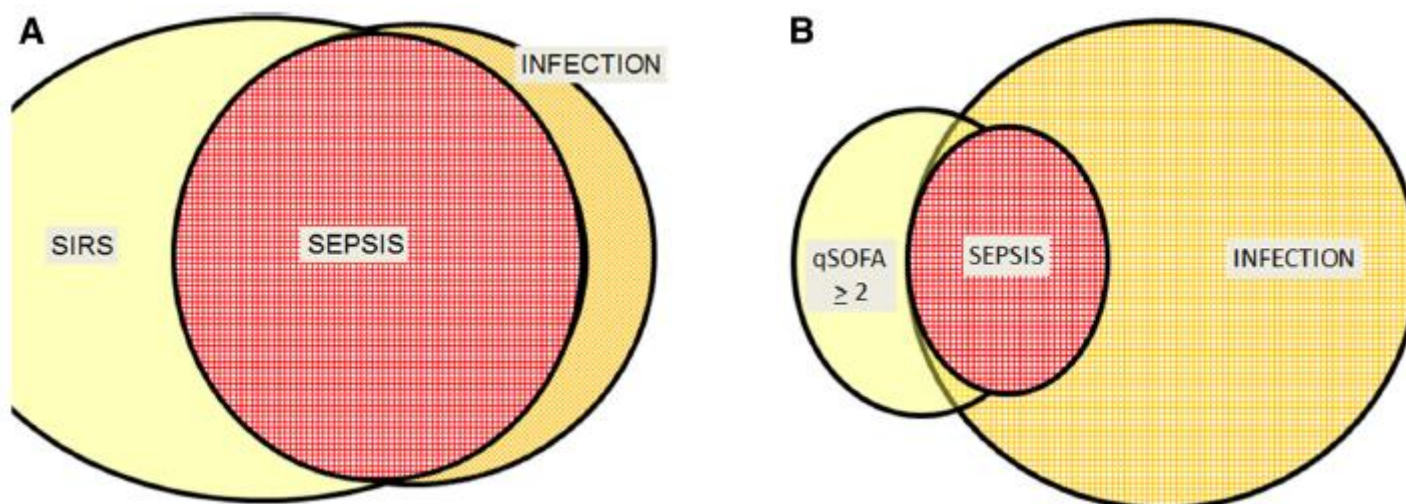 A
INFECTION
SIRS
SEPSIS
B
qSOFA
≥ 2
SEPSIS
INFECTION